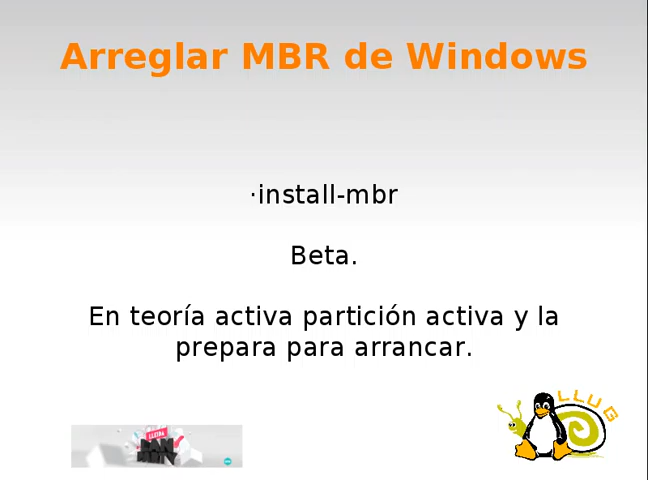 Arreglar MBR de Windows
·install-mbr
Beta.
En teoría activa partición activa y la
prepara para arrancar.
LLUG